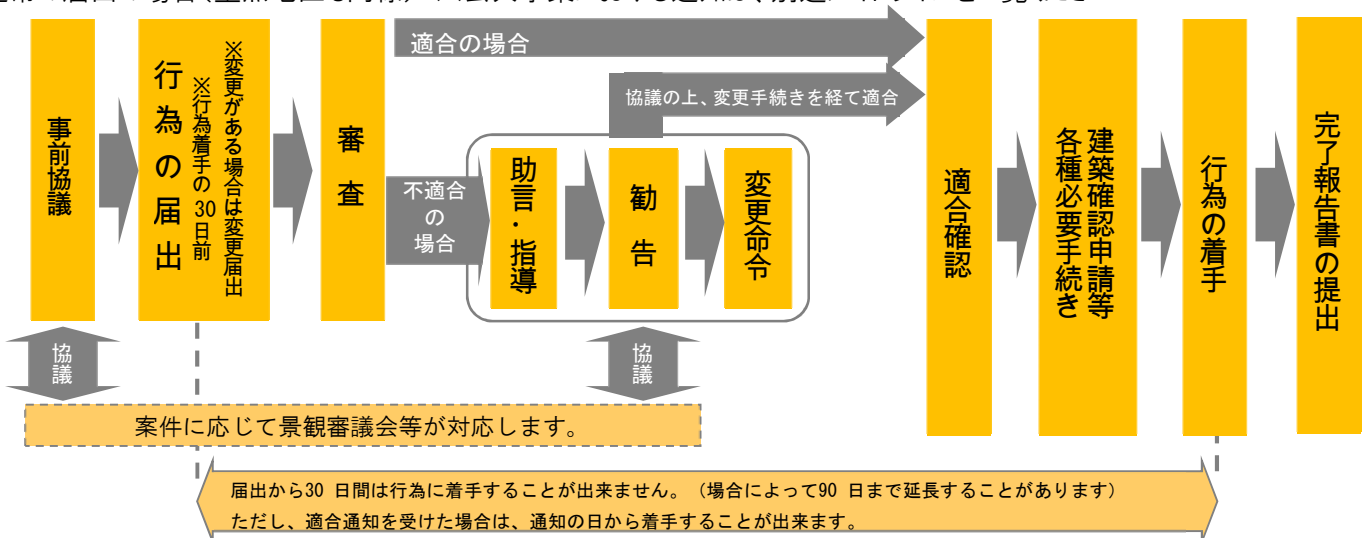 適合の場合
協議の上、変更手続きを経て適合
事前協議
行為の届出
※行為着手の 30 日前
※変更がある場合は変更届出
審査
不適合
の
場合
助言・指導
勧告
変更命令
適合確認
建築確認申請等
各種必要手続き
行為の着手
完了報告書の提出
協議
協議
案件に応じて景観審議会等が対応します。
届出から30 日間は行為に着手することが出来ません。（場合によって90 日まで延長することがあります）
ただし、適合通知を受けた場合は、通知の日から着手することが出来ます。